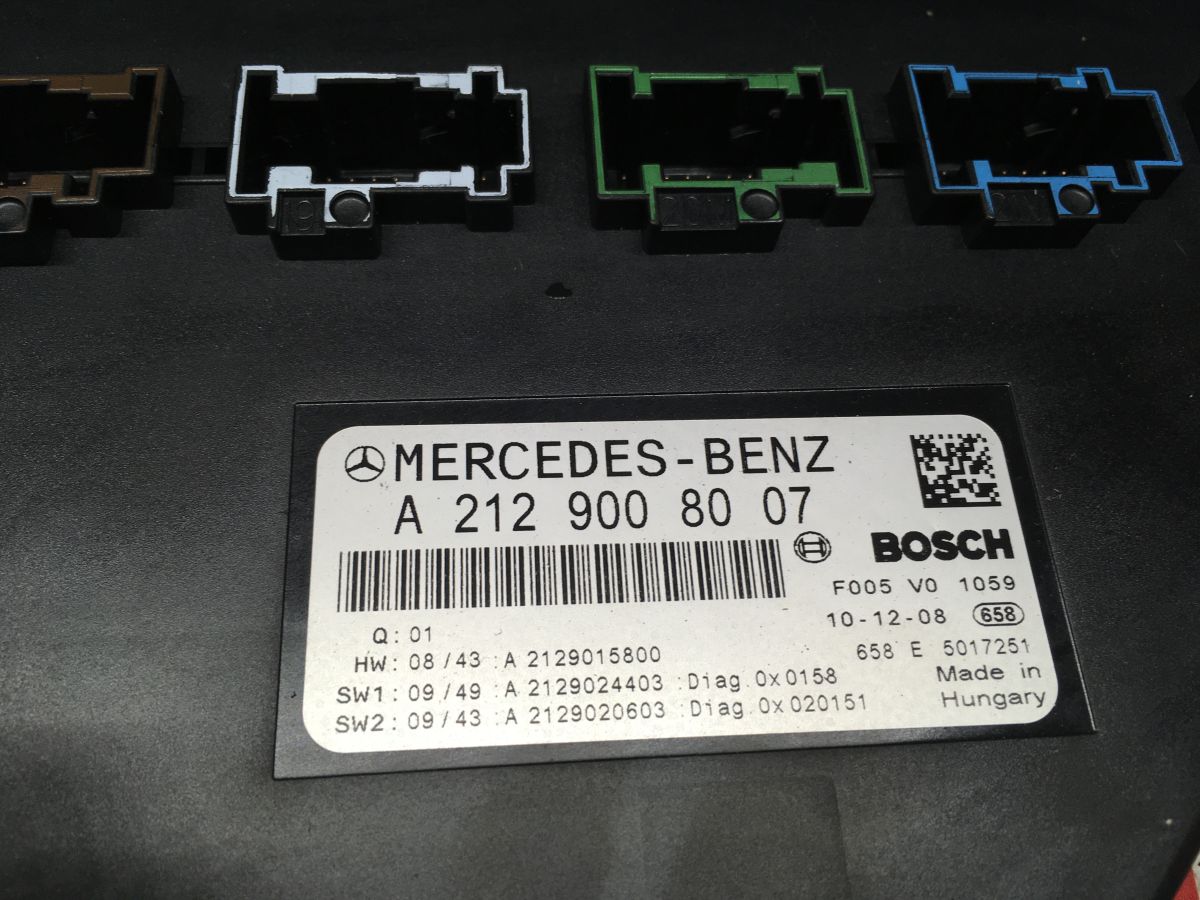 MERCEDES-BENZ
A 212 900 80 07
BOSCH
F005 V0 1059
10-12-08 658
Q: 01
HW: 08/43 :A 2129015800
658 E 5017251
SW1: 09/49 :A 2129024403 :Diag.0x0158
Made in
SW2: 09/43 :A 2129020603 :Diag.0x020151
Hungary